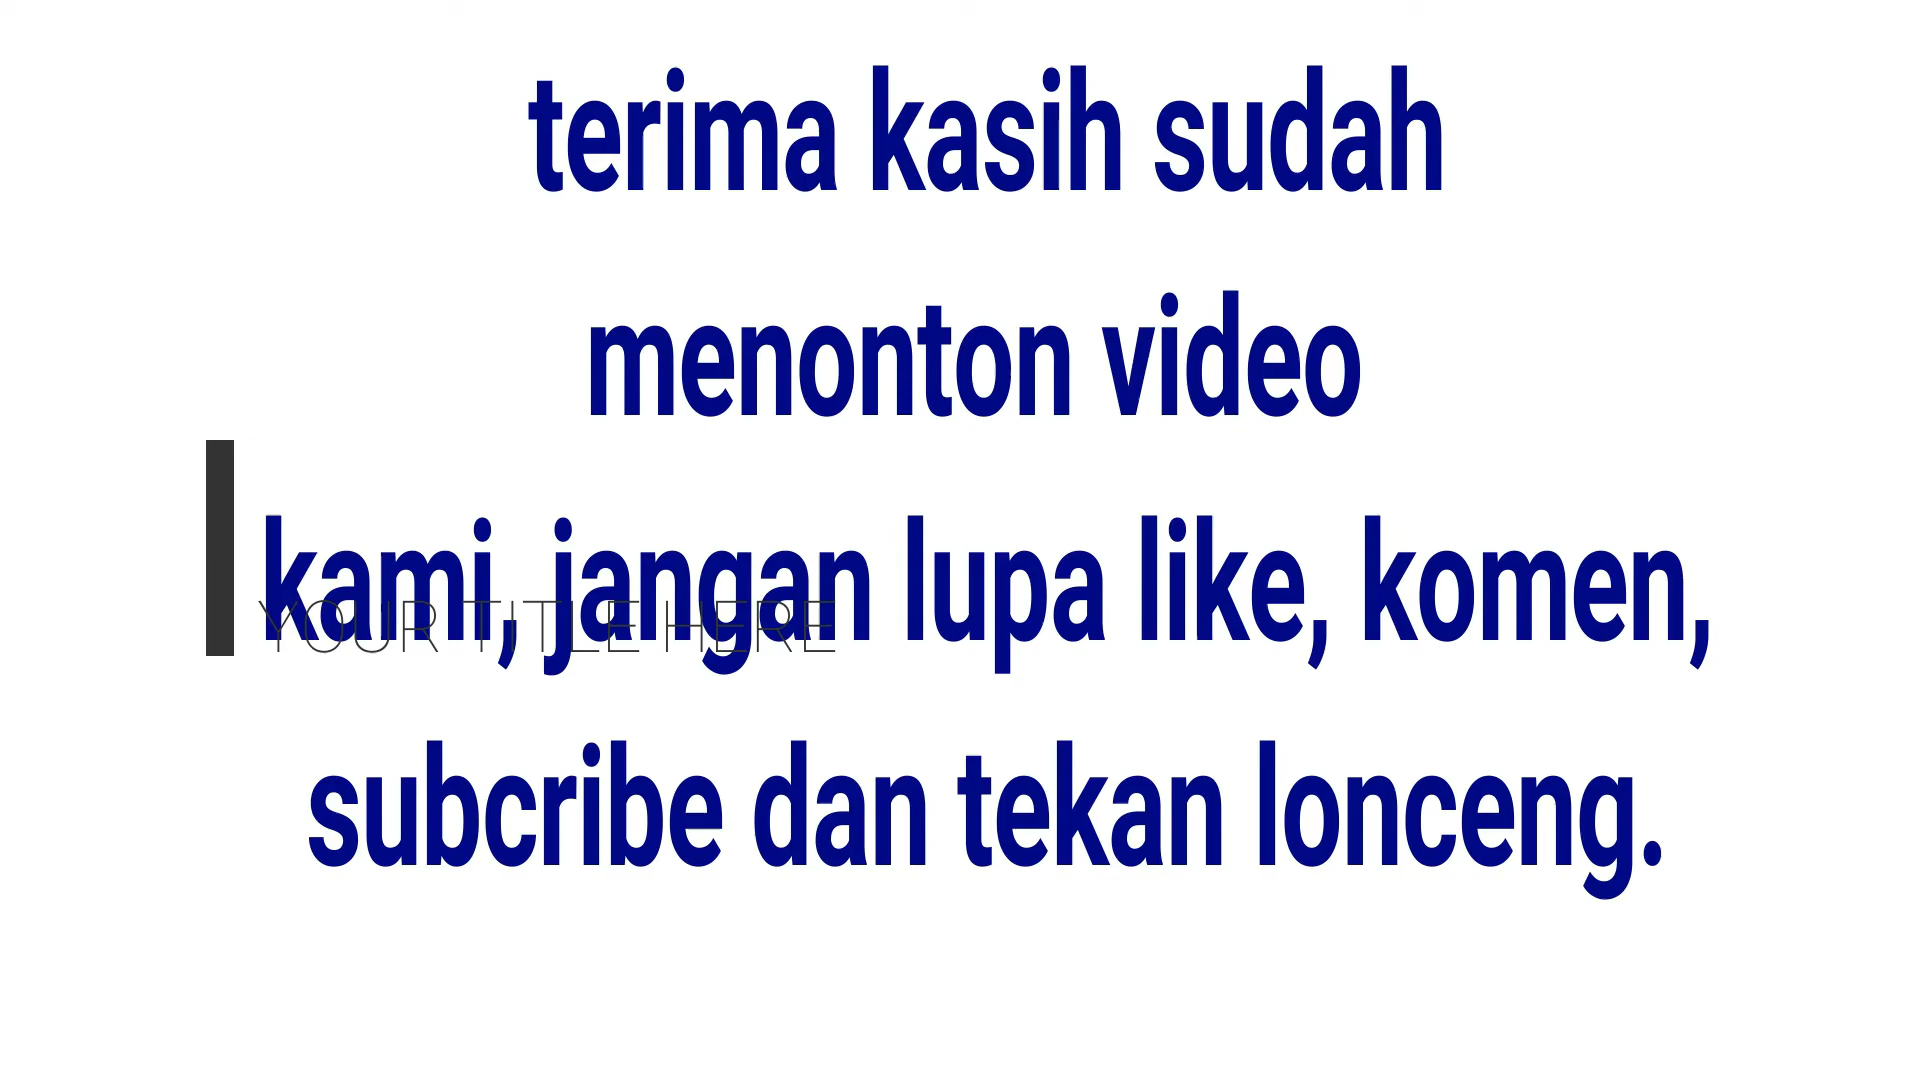 terima kasih sudah
menonton video
kami, jangan lupa like, komen,
YOUR TITLE HERE
subcribe dan tekan lonceng.